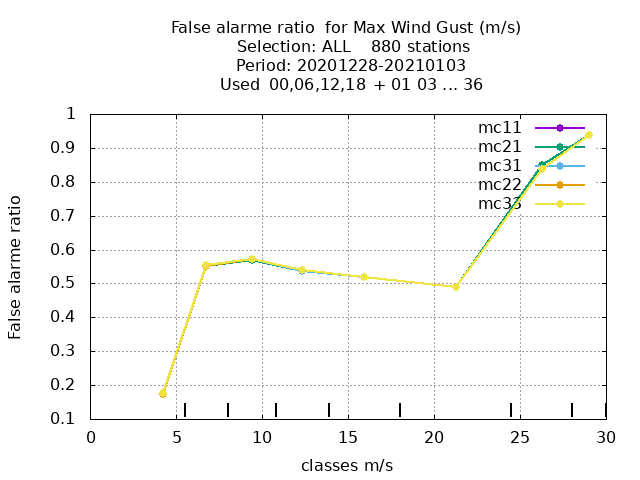 False alarme ratio  for Max Wind Gust (m/s)
Selection: ALL    880 stations
Period: 20201228-20210103
Used  00,06,12,18  + 01 03 ... 36
mc11
mc21
mc31
mc22
mc33
False alarme ratio
1
0.9
0.8
0.7
0.6
0.5
0.4
0.3
0.2
0.1
0 5 10 15 20 25 30
classes m/s